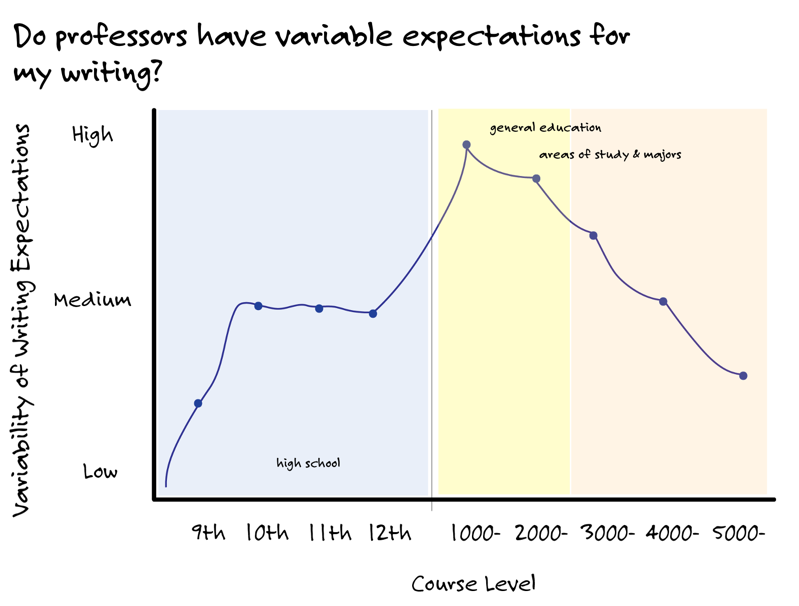 Do professors have variable expectations for
my writing?
Variability of Writing Expectations
High
Medium
Low
general education
areas of study & majors
high school
9th 10th 11th 12th 1000- 2000- 3000- 4000- 5000-
Course Level